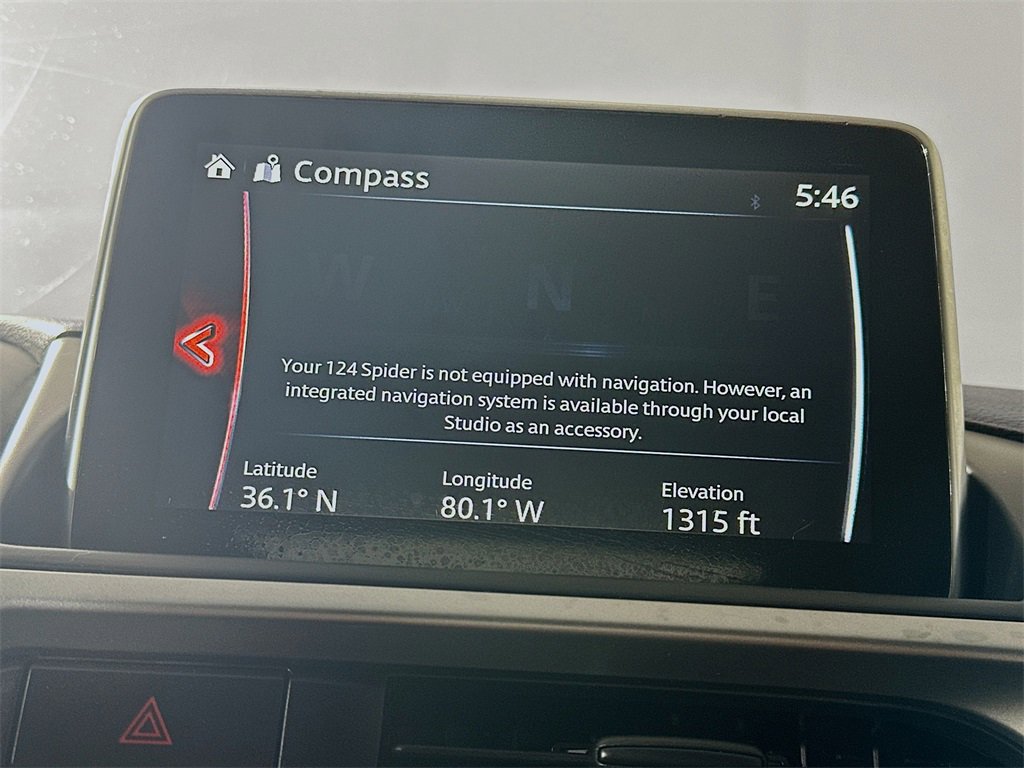 Compass
5:46
W N E
Your 124 Spider is not equipped with navigation. However, an
integrated navigation system is available through your local
Studio as an accessory.
Latitude Longitude Elevation
36.1° N 80.1° W 1315 ft